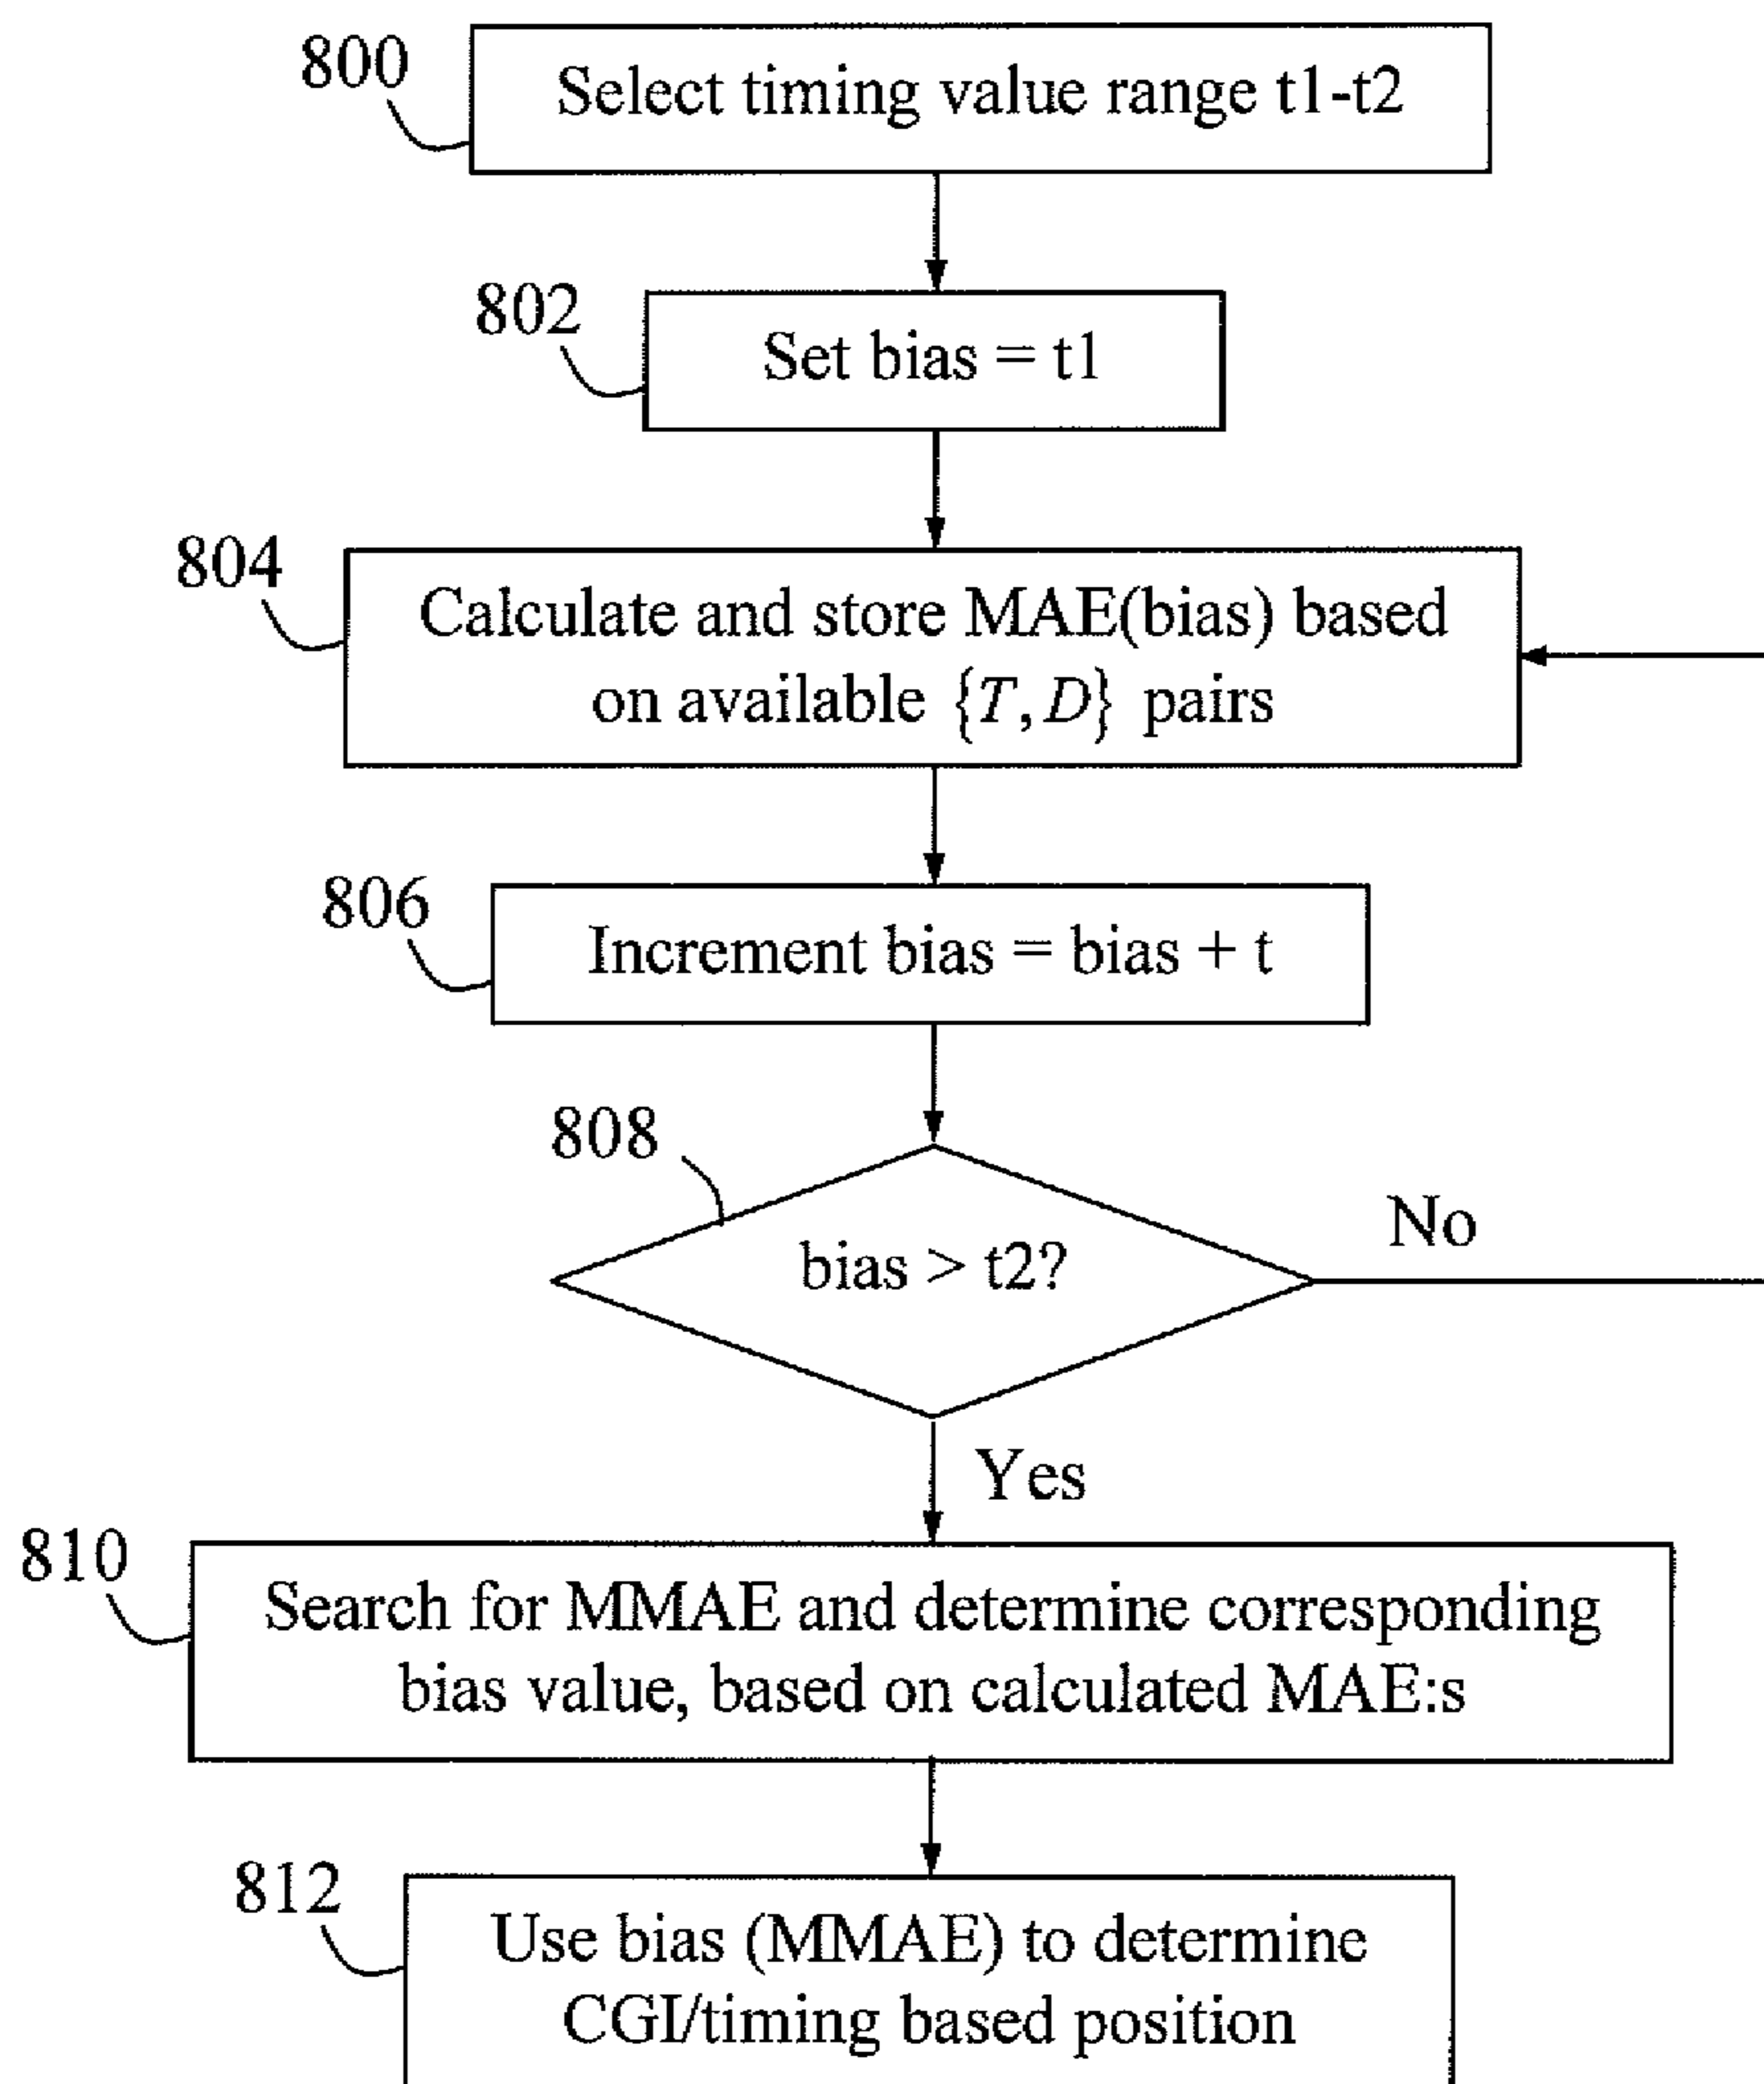 800
Select timing value range t1-t2
802
Set bias = t1
804
Calculate and store MAE(bias) based
on available {T, D} pairs
806
Increment bias = bias + t
808
bias > t2?
No
Yes
810
Search for MMAE and determine corresponding
bias value, based on calculated MAE:s
812
Use bias (MMAE) to determine
CGI/timing based position